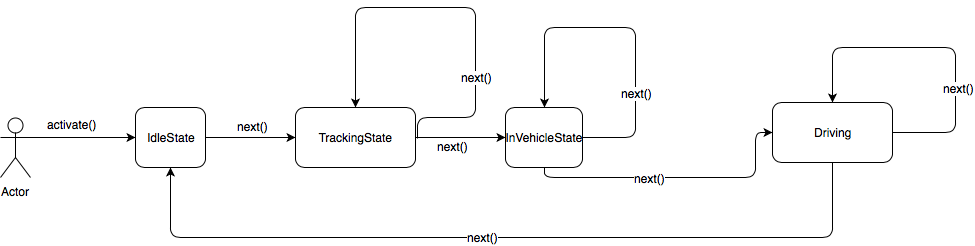 activate()
IdleState
next()
TrackingState
next()
next()
InVehicleState
next()
next()
Driving
next()
next()
Actor